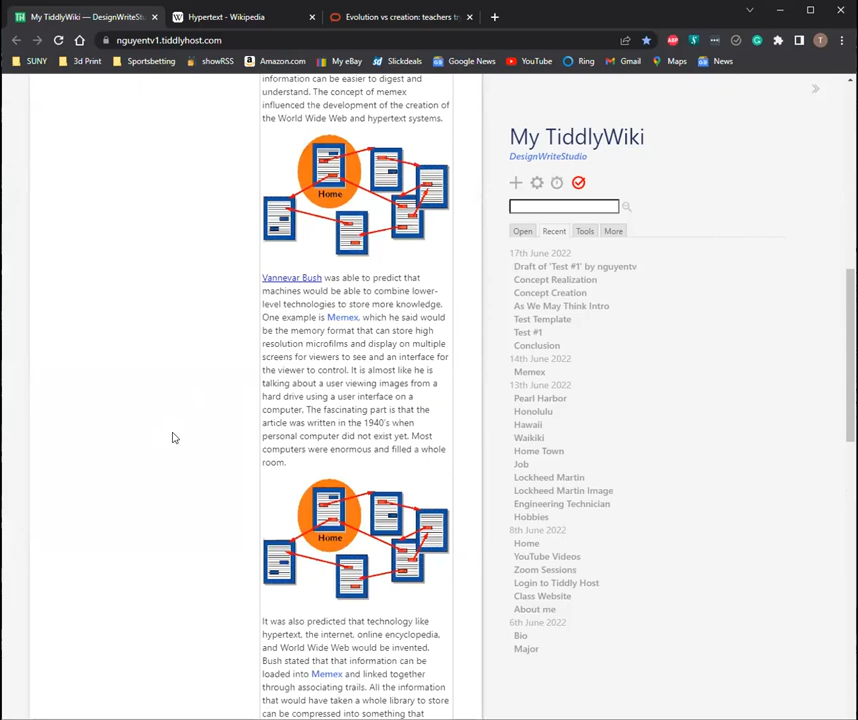 My TiddlyWiki — DesignWriteStu
Hypertext - Wikipedia
Evolution vs creation: teachers tr
nguyentv1.tiddlyhost.com
SUNY
3d Print
Sportsbetting
showRSS
Amazon.com
My eBay
Slickdeals
Google News
YouTube
Ring
Gmail
Maps
News
information can be easier to digest and
understand. The concept of memex
influenced the development of the creation of
the World Wide Web and hypertext systems.
Home
Vannevar Bush was able to predict that
machines would be able to combine lower-
level technologies to store more knowledge.
One example is Memex, which he said would
be the memory format that can store high
resolution microfilms and display on multiple
screens for viewers to see and an interface for
the viewer to control. It is almost like he is
talking about a user viewing images from a
hard drive using a user interface on a
computer. The fascinating part is that the
article was written in the 1940's when
personal computer did not exist yet. Most
computers were enormous and filled a whole
room.
Home
It was also predicted that technology like
hypertext, the internet, online encyclopedia,
and World Wide Web would be invented.
Bush stated that that information can be
loaded into Memex and linked together
through associating trails. All the information
that would have taken a whole library to store
can be compressed into something that
My TiddlyWiki
DesignWriteStudio
Open
Recent
Tools
More
17th June 2022
Draft of 'Test #1' by nguyentv
Concept Realization
Concept Creation
As We May Think Intro
Test Template
Test #1
Conclusion
14th June 2022
Memex
13th June 2022
Pearl Harbor
Honolulu
Hawaii
Waikiki
Home Town
Job
Lockheed Martin
Lockheed Martin Image
Engineering Technician
Hobbies
8th June 2022
Home
YouTube Videos
Zoom Sessions
Login to Tiddly Host
Class Website
About me
6th June 2022
Bio
Major